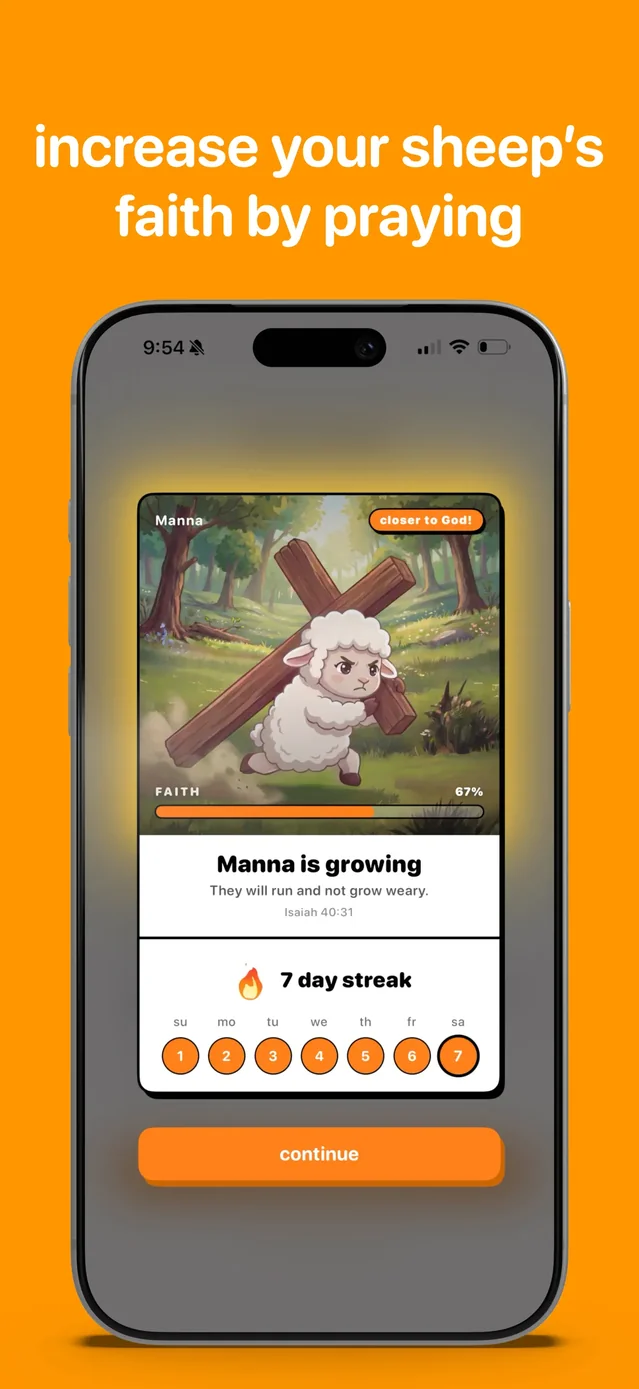 increase your sheep's
faith by praying
9:54
Manna
closer to God!
FAITH
67%
Manna is growing
They will run and not grow weary.
Isaiah 40:31
7 day streak
su mo tu we th fr sa
1 2 3 4 5 6 7
continue